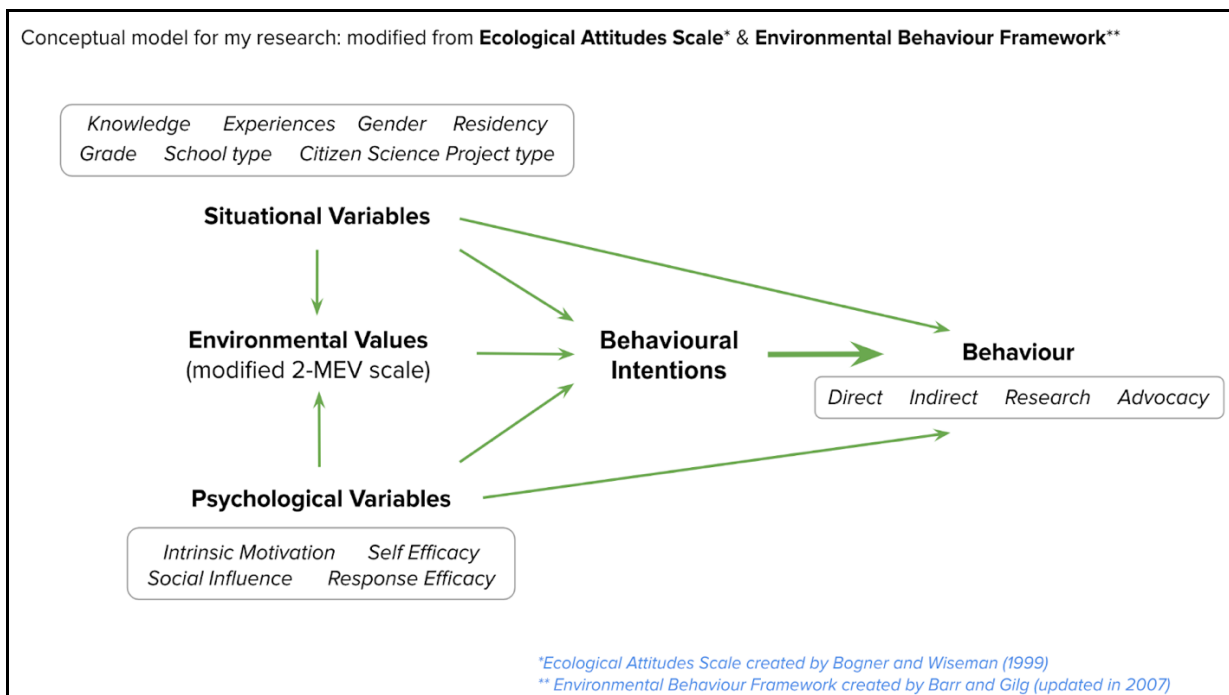 Conceptual model for my research: modified from Ecological Attitudes Scale* & Environmental Behaviour Framework**
Knowledge Experiences Gender Residency
Grade School type Citizen Science Project type
Situational Variables
Environmental Values
(modified 2-MEV scale)
Behavioural
Intentions
Behaviour
Direct Indirect Research Advocacy
Psychological Variables
Intrinsic Motivation Self Efficacy
Social Influence Response Efficacy
*Ecological Attitudes Scale created by Bogner and Wiseman (1999)
** Environmental Behaviour Framework created by Barr and Gilg (updated in 2007)